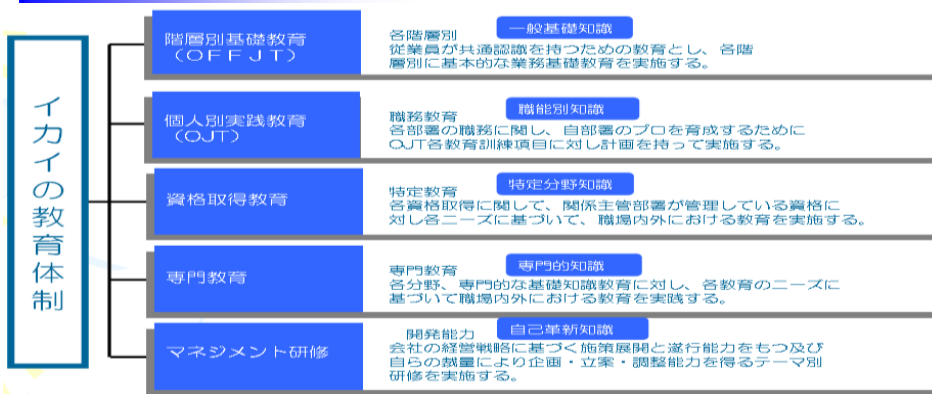 イカイの教育体制
階層別基礎教育
(ＯＦＦＪＴ)
各階層別
一般基礎知識
従業員が共通認識を持つための教育とし、各階
層別に基本的な業務基礎教育を実施する。
個人別実践教育
(ＯＪＴ)
職務教育
職能別知識
各部署の職務に関し、自部署のプロを育成するために
ＯＪＴ各教育訓練項目に対し計画を持って実施する。
資格取得教育
特定教育
特定分野知識
各資格取得に関して、関係主管部署が管理している資格に
対し各ニーズに基づいて、職場内外における教育を実施する。
専門教育
専門教育
専門的知識
各分野、専門的な基礎知識教育に対し、各教育のニーズに
基づいて職場内外における教育を実践する。
マネジメント研修
開発能力
自己革新知識
会社の経営戦略に基づく施策展開と遂行能力をもつ及び
自らの裁量により企画・立案・調整能力を得るテーマ別
研修を実施する。